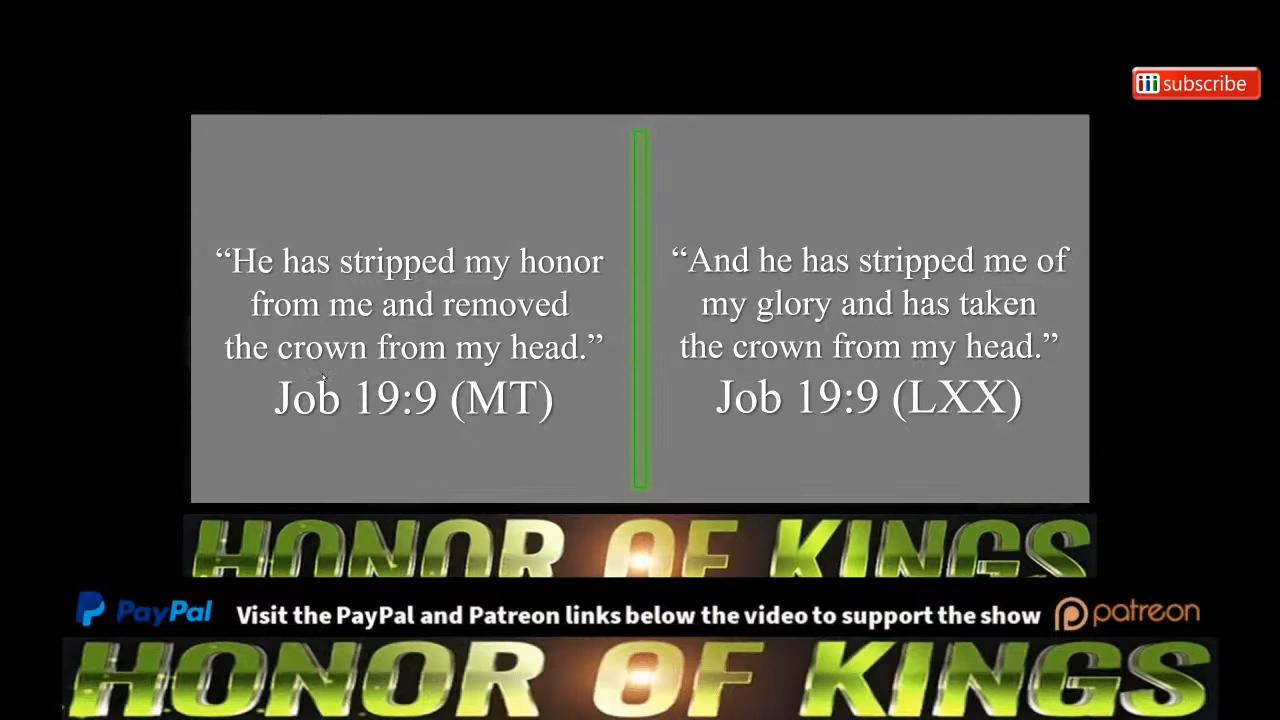 subscribe
“He has stripped my honor
from me and removed
the crown from my head.”
Job 19:9 (MT)
“And he has stripped me of
my glory and has taken
the crown from my head.”
Job 19:9 (LXX)
HONOR OF KINGS
PayPal
Visit the PayPal and Patreon links below the video to support the show
patreon
HONOR OF KINGS